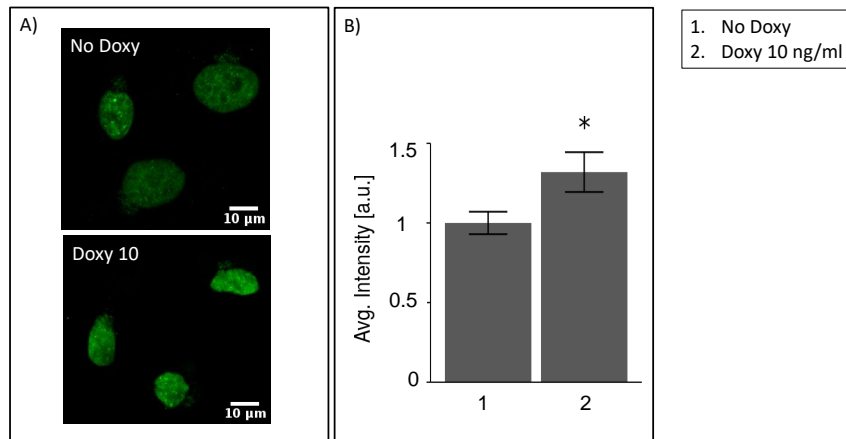 A)
No Doxy
10 µm
Doxy 10
10 µm
B)
*
Avg. Intensity [a.u.]
1.5
1
0.5
0
1 2
1. No Doxy
2. Doxy 10 ng/ml